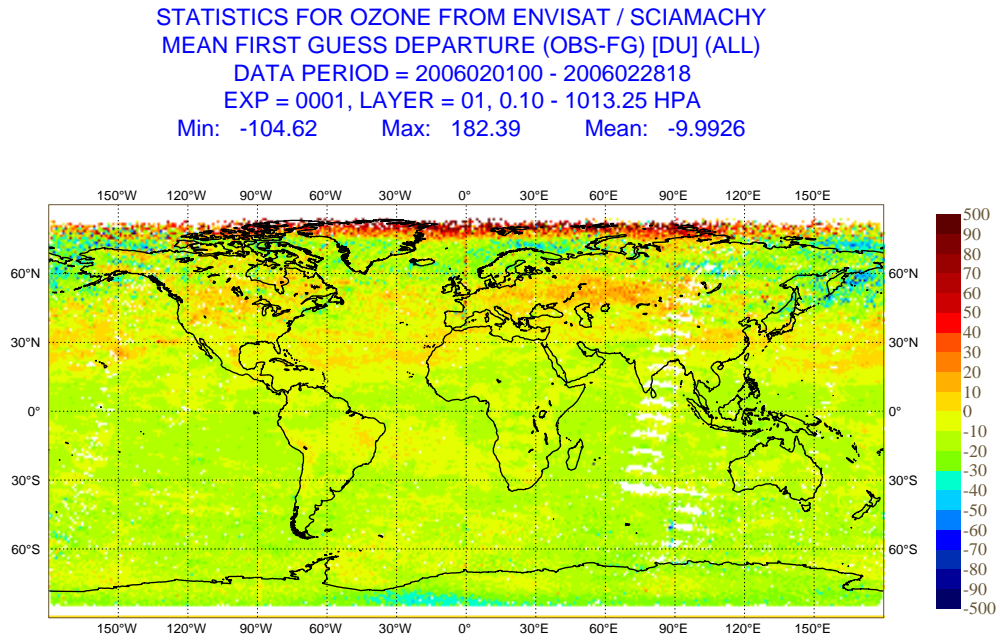 STATISTICS FOR OZONE FROM ENVISAT / SCIAMACHY
MEAN FIRST GUESS DEPARTURE (OBS-FG) [DU] (ALL)
DATA PERIOD = 2006020100 - 2006022818
EXP = 0001, LAYER = 01, 0.10 - 1013.25 HPA
Min: -104.62 Max: 182.39 Mean: -9.9926
150°W 120°W 90°W 60°W 30°W 0° 30°E 60°E 90°E 120°E 150°E
60°N 60°N
30°N 30°N
0° 0°
30°S 30°S
60°S 60°S
150°W 120°W 90°W 60°W 30°W 0° 30°E 60°E 90°E 120°E 150°E
500
90
80
70
60
50
40
30
20
10
0
-10
-20
-30
-40
-50
-60
-70
-80
-90
-500